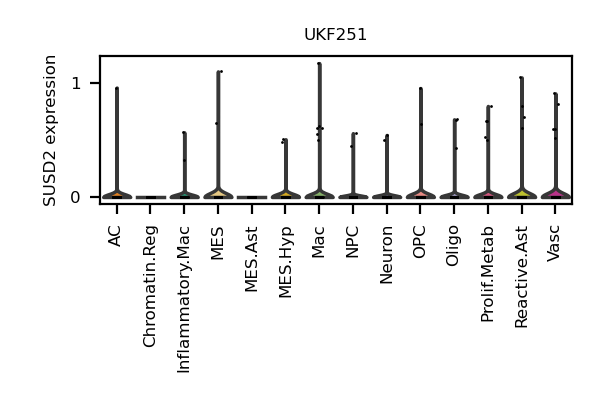 UKF251
SUSD2 expression
1
0
AC
Chromatin.Reg
Inflammatory.Mac
MES
MES.Ast
MES.Hyp
Mac
NPC
Neuron
OPC
Oligo
Prolif.Metab
Reactive.Ast
Vasc